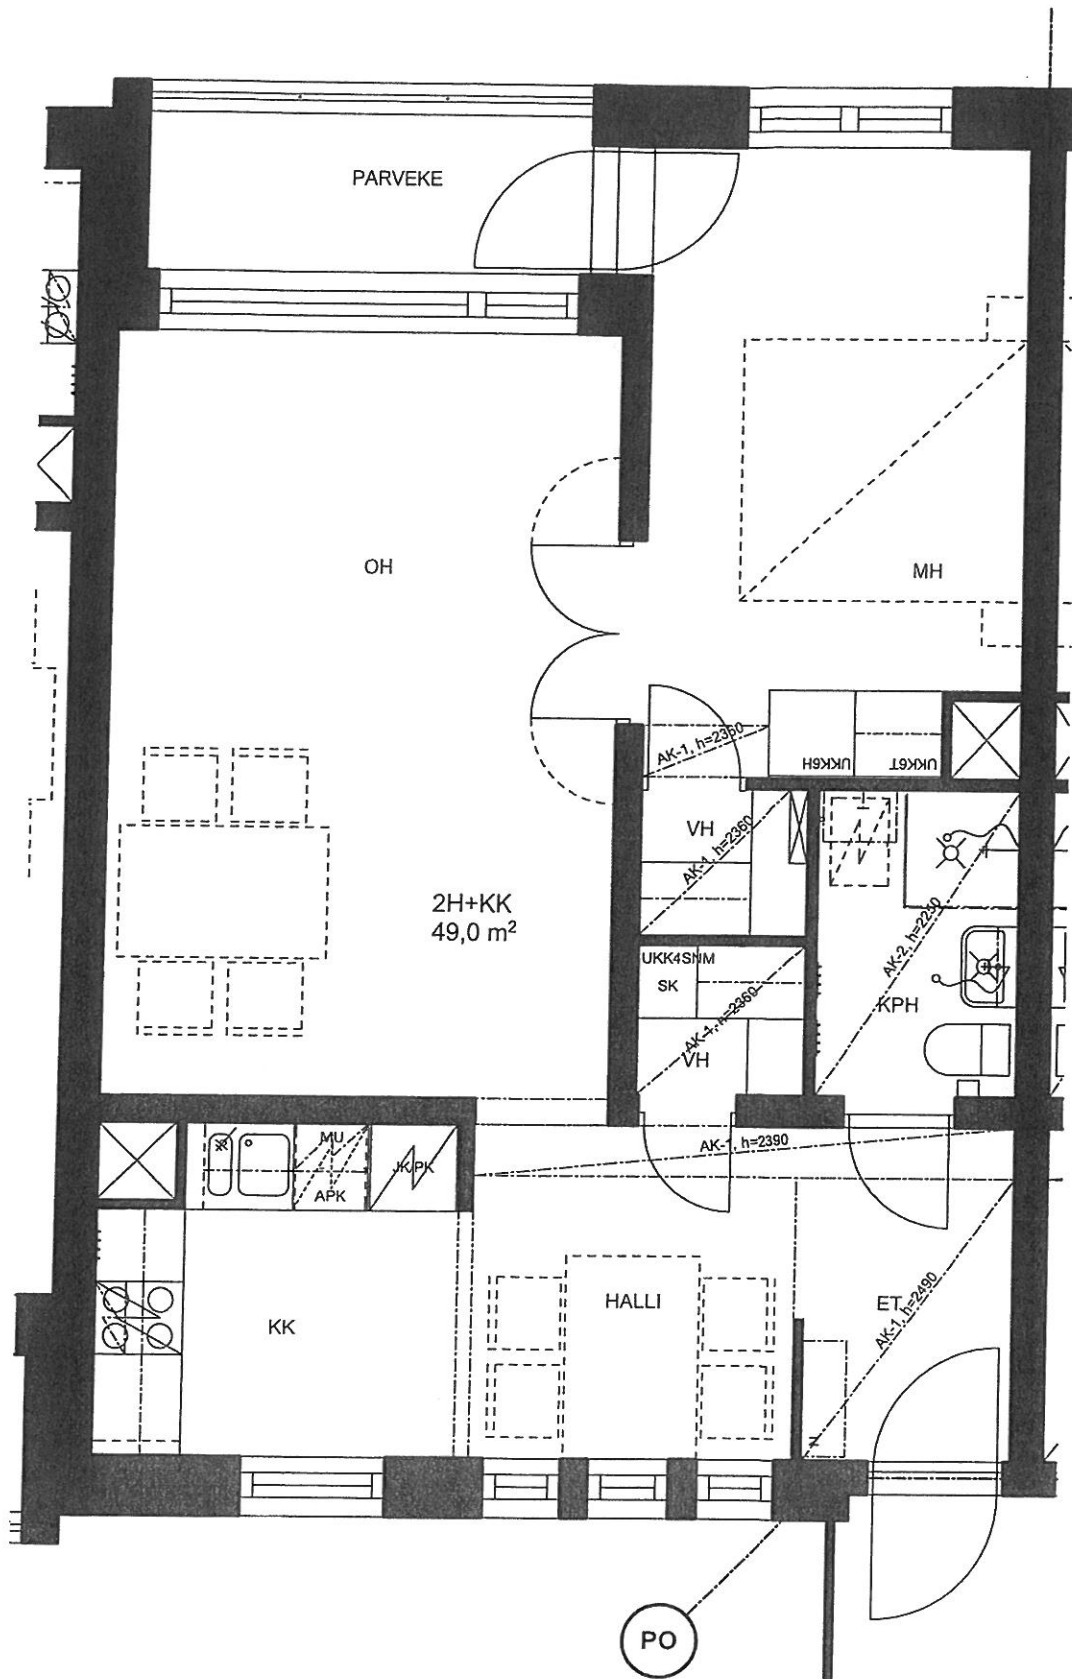 PARVEKE
OH
MH
AK-1, h=2360
UKK6H
UKK6T
VH
AK-1, h=2360
2H+KK
49,0 m²
UKK4SNM
SK
AK-1, h=2360
VH
AK-2, h=2250
KPH
MU
APK
JK/PK
AK-1, h=2390
KK
HALLI
ET
AK-1, h=2490
PO